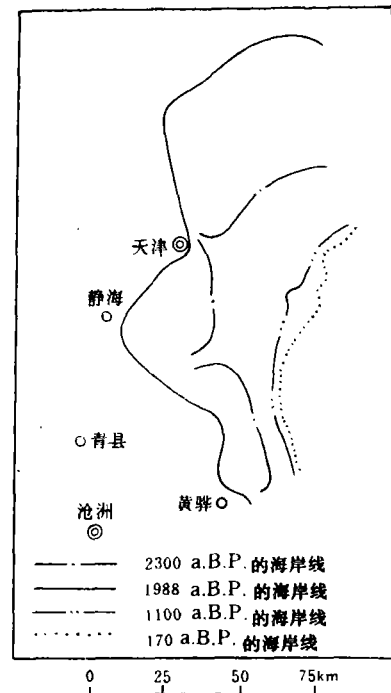 天津
静海
青县
黄骅
沧洲
2300 a.B.P.的海岸线
1988 a.B.P.的海岸线
1100 a.B.P.的海岸线
170 a.B.P.的海岸线
0 25 50 75km